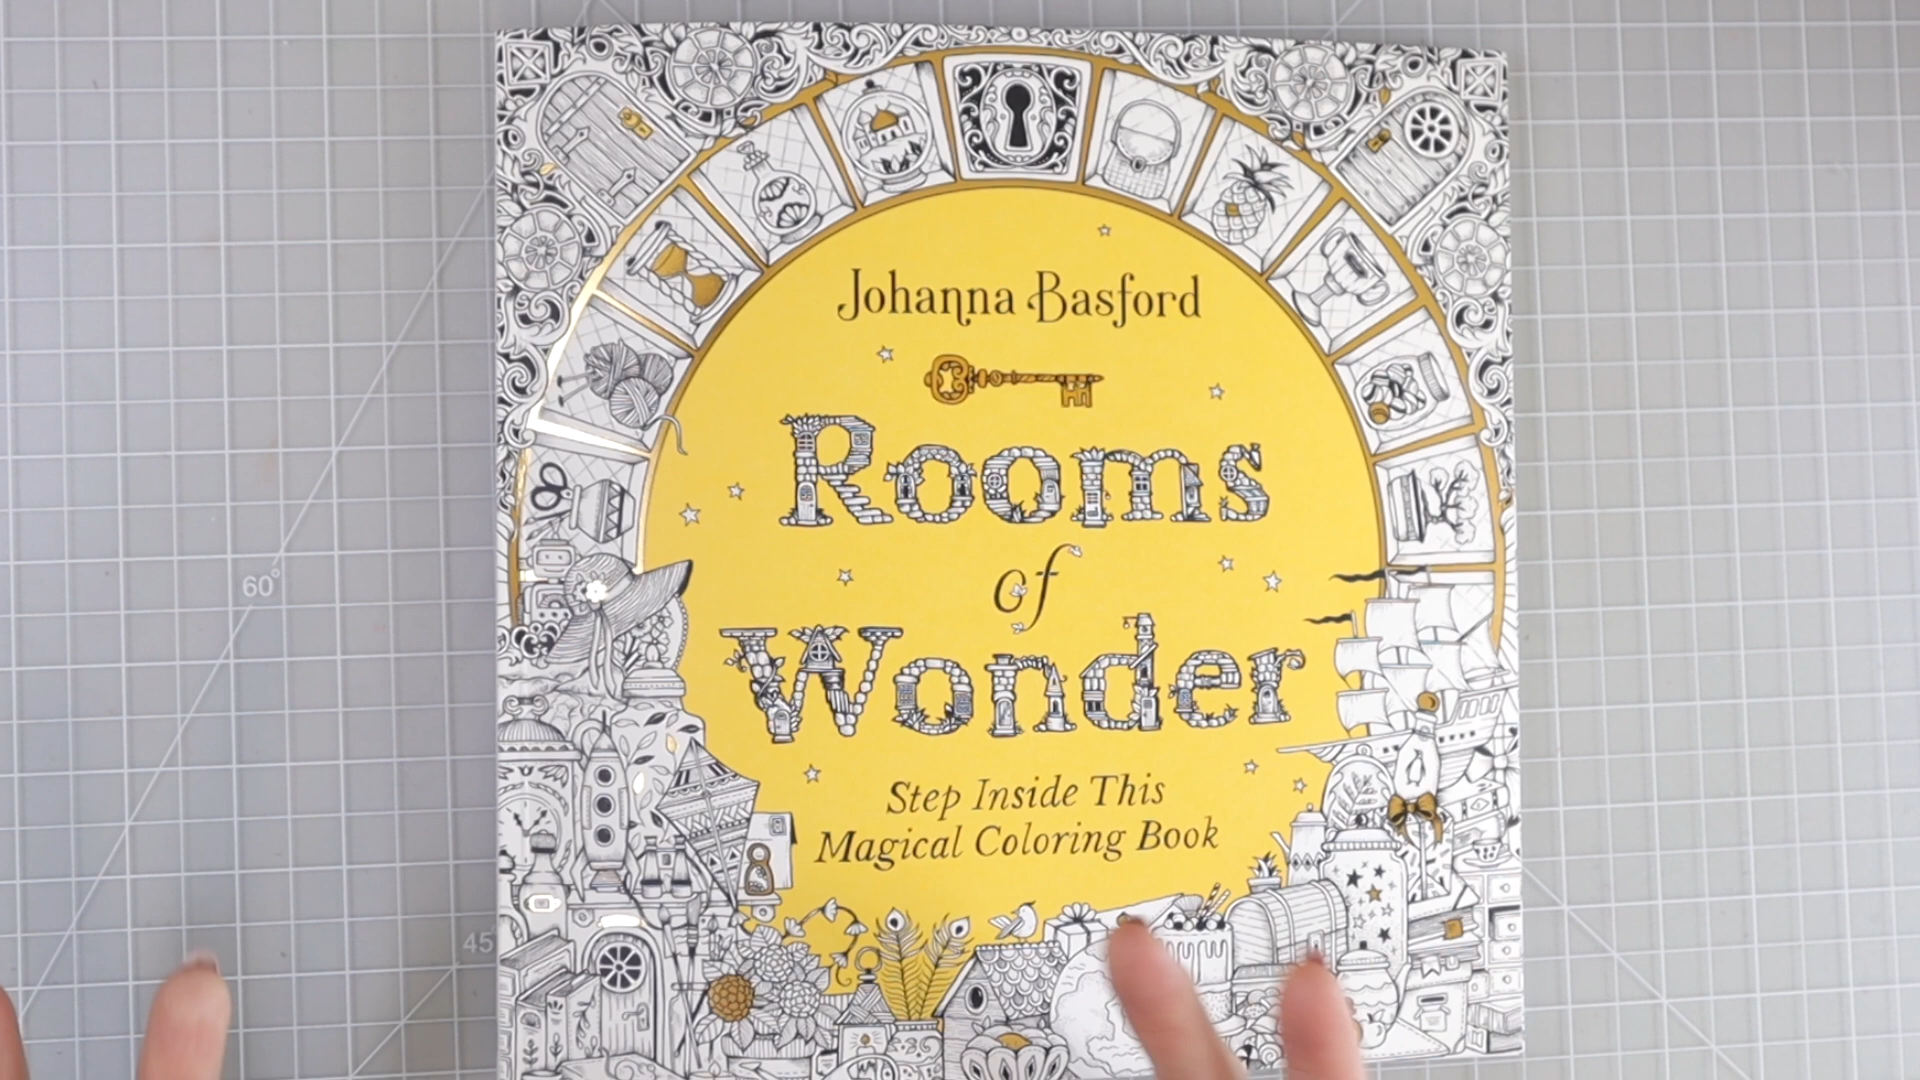 Johanna Basford
Rooms
of
Wonder
Step Inside This
Magical Coloring Book
60°
45